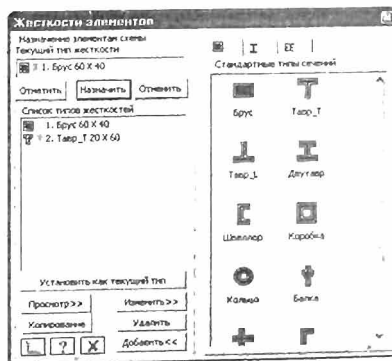 Жесткости элементов
Назначение элементам схемы
Текущий тип жесткости
1. Брус 60 X 40
Отметить Назначить Отменить
Список типов жесткостей
1. Брус 60 X 40
2. Тавр_Т 20 X 60
Установить как текущий тип
Просмотр>> Изменить>>
Копирование Удалить
Добавить<<
?
X
Стандартные типы сечений
Брус Тавр_Т
Тавр_L Двутавр
Швеллер Коробка
Кольцо Балка